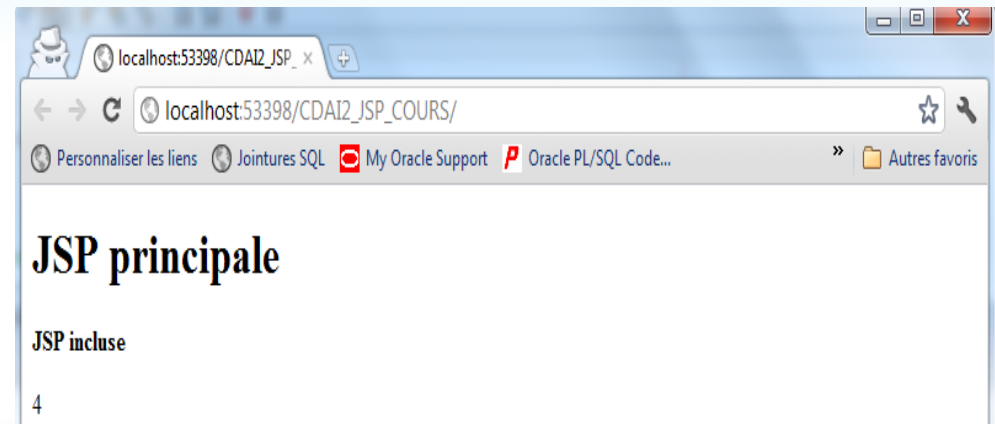 localhost:53398/CDAI2_JSP_
localhost:53398/CDAI2_JSP_COURS/
Personnaliser les liens Jointures SQL My Oracle Support P Oracle PL/SQL Code... » Autres favoris
JSP principale
JSP incluse
4